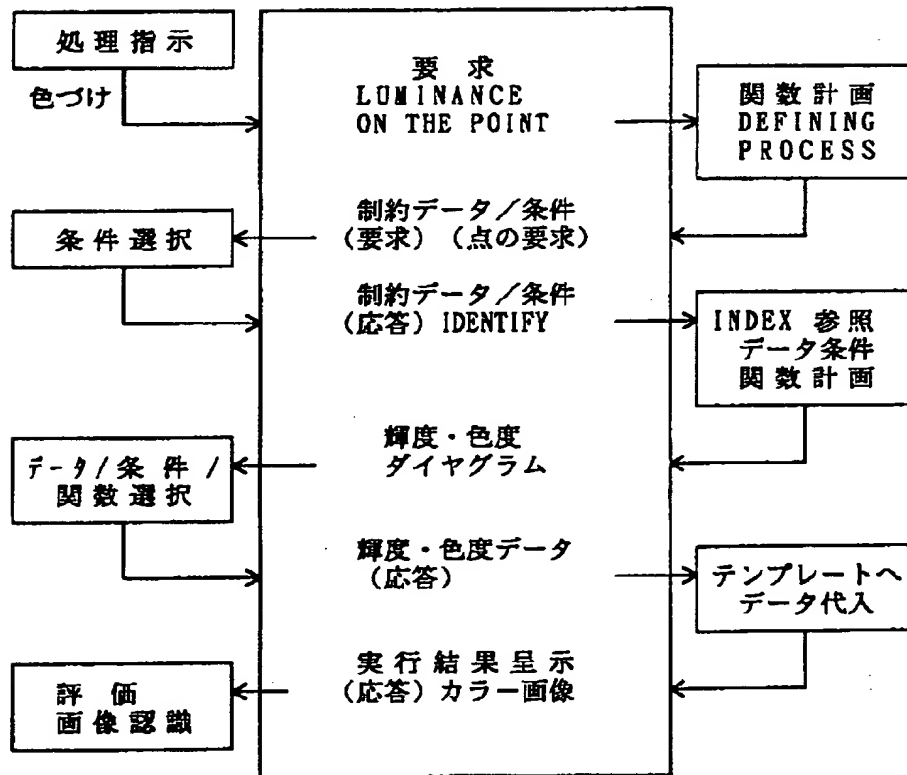 処理指示
色づけ
要求
LUMINANCE
ON THE POINT
関数計画
DEFINING
PROCESS
制約データ/条件
(要求)(点の要求)
条件選択
制約データ/条件
(応答) IDENTIFY
INDEX 参照
データ条件
関数計画
輝度・色度
ダイヤグラム
データ/条件/
関数選択
輝度・色度データ
(応答)
テンプレートへ
データ代入
実行結果呈示
(応答)カラー画像
評価
画像認識